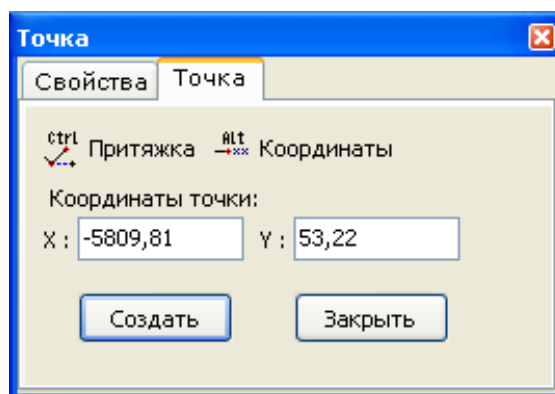 Точка
Свойства Точка
Ctrl Притяжка Alt Координаты
Координаты точки:
X : -5809,81 Y : 53,22
Создать Закрыть